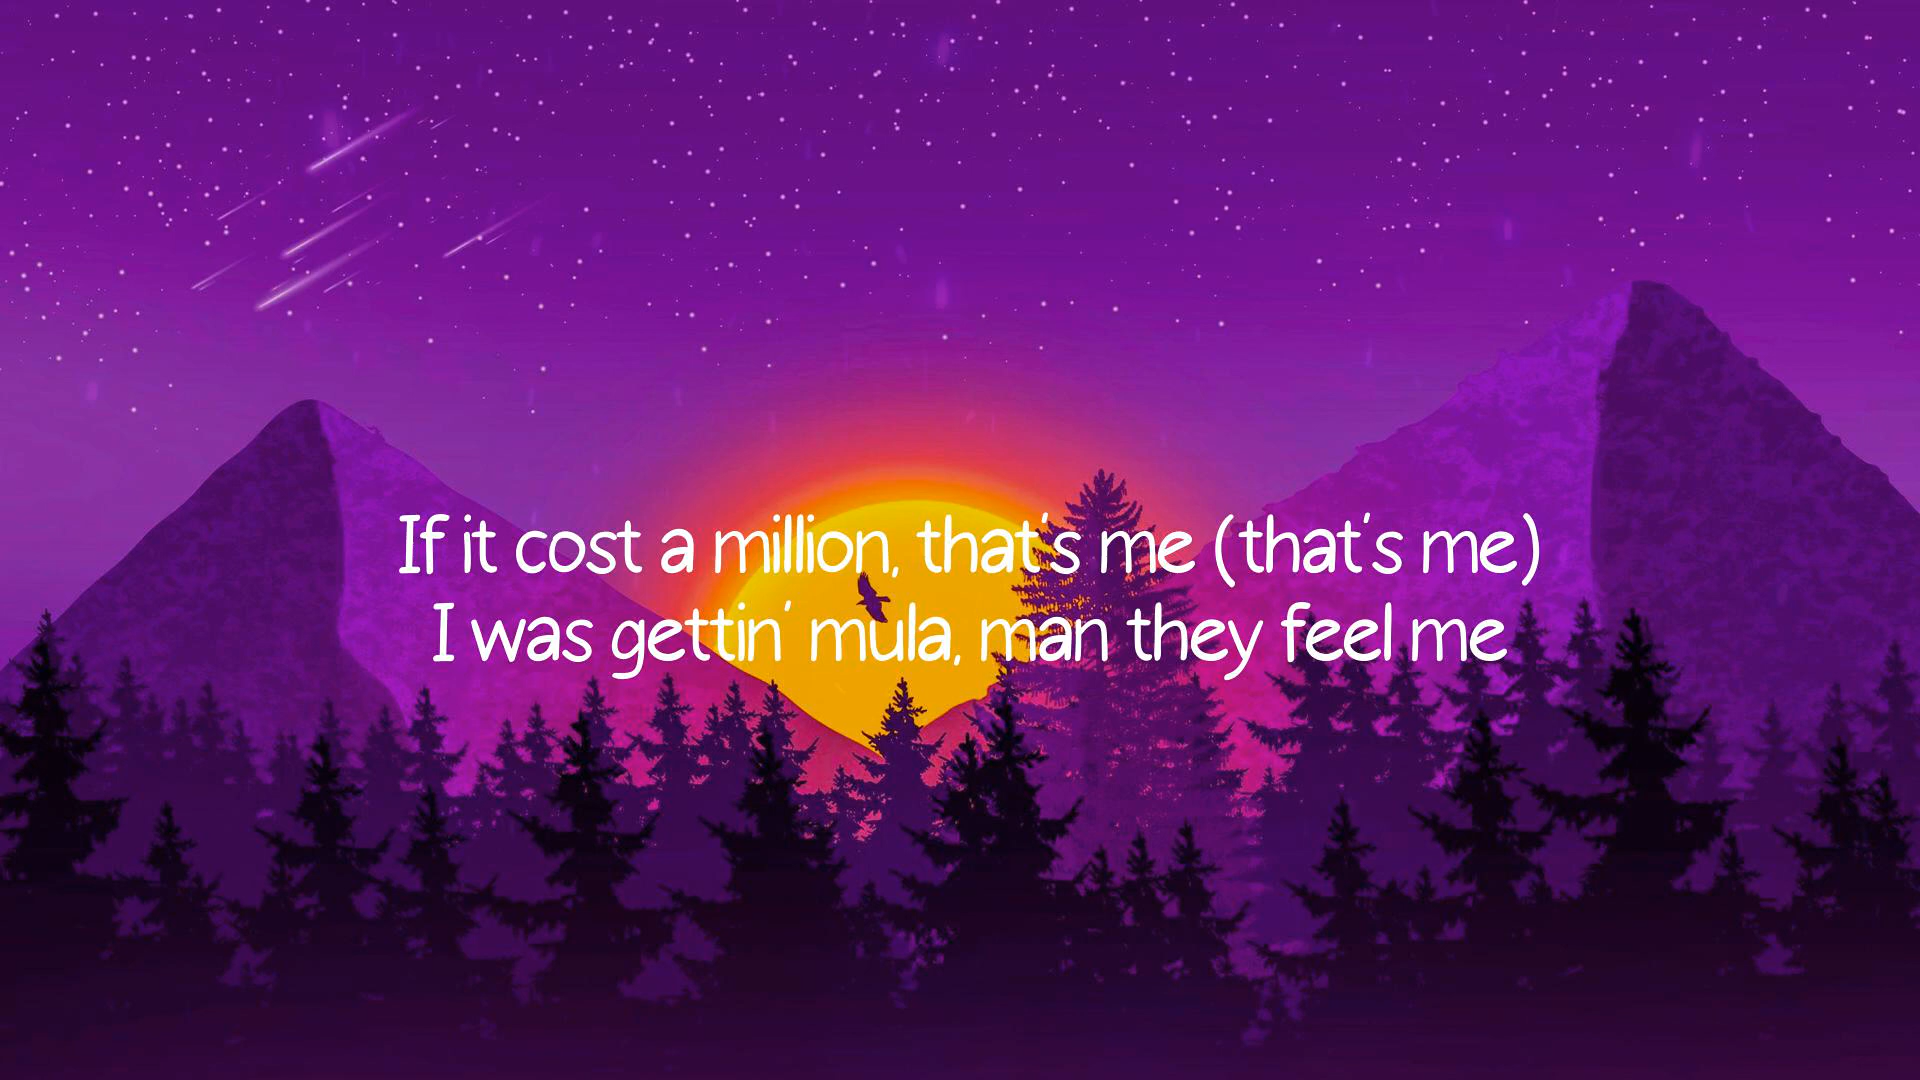 If it cost a million, that's me (that's me)
I was gettin' mula, man they feel me